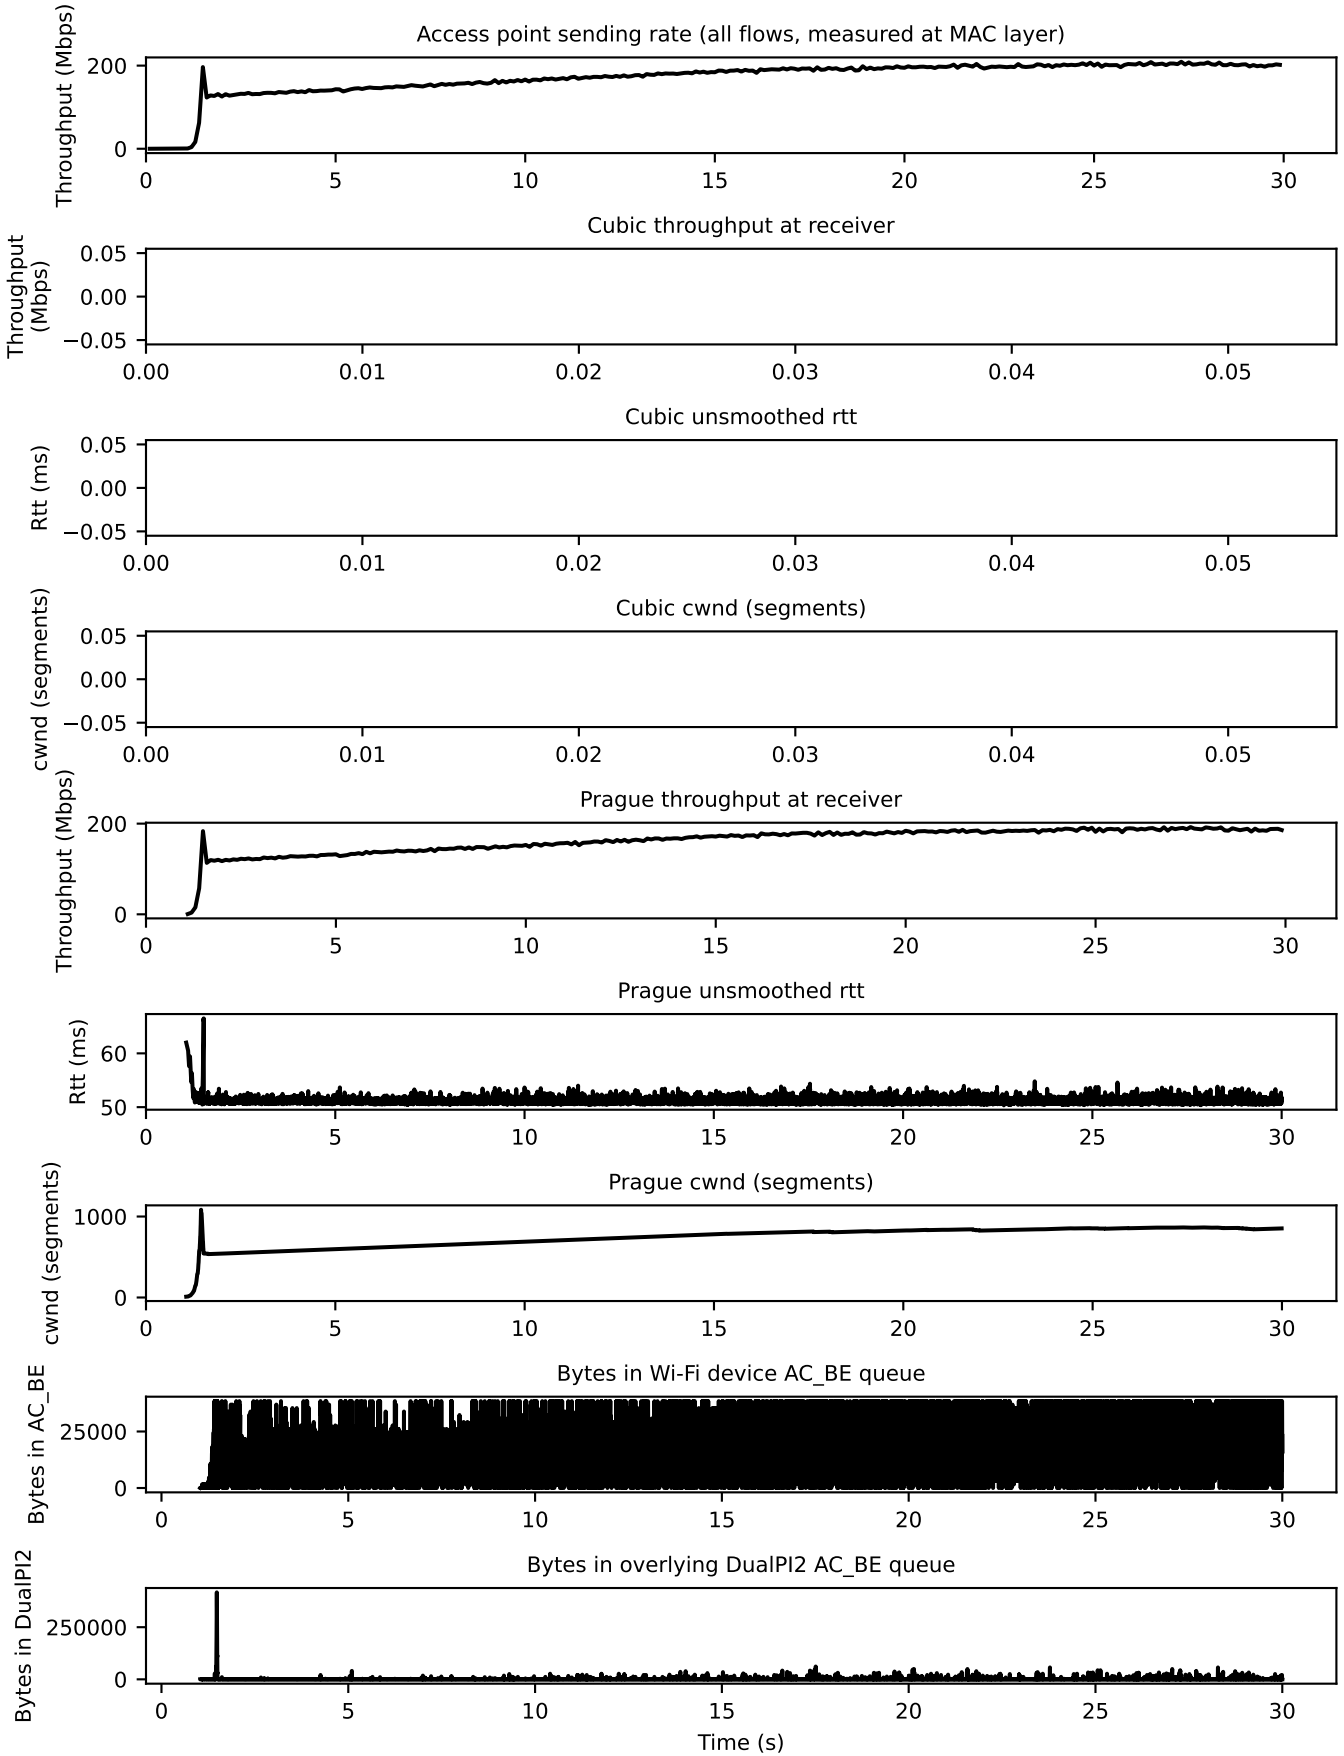 Access point sending rate (all flows, measured at MAC layer)
Throughput (Mbps)
200
0
0 5 10 15 20 25 30
Cubic throughput at receiver
Throughput
(Mbps)
0.05
0.00
−0.05
0.00 0.01 0.02 0.03 0.04 0.05
Cubic unsmoothed rtt
Rtt (ms)
0.05
0.00
−0.05
0.00 0.01 0.02 0.03 0.04 0.05
Cubic cwnd (segments)
cwnd (segments)
0.05
0.00
−0.05
0.00 0.01 0.02 0.03 0.04 0.05
Prague throughput at receiver
Throughput (Mbps)
200
0
0 5 10 15 20 25 30
Prague unsmoothed rtt
Rtt (ms)
60
50
0 5 10 15 20 25 30
Prague cwnd (segments)
cwnd (segments)
1000
0
0 5 10 15 20 25 30
Bytes in Wi-Fi device AC_BE queue
Bytes in AC_BE
25000
0
0 5 10 15 20 25 30
Bytes in overlying DualPI2 AC_BE queue
Bytes in DualPI2
250000
0
0 5 10 15 20 25 30
Time (s)